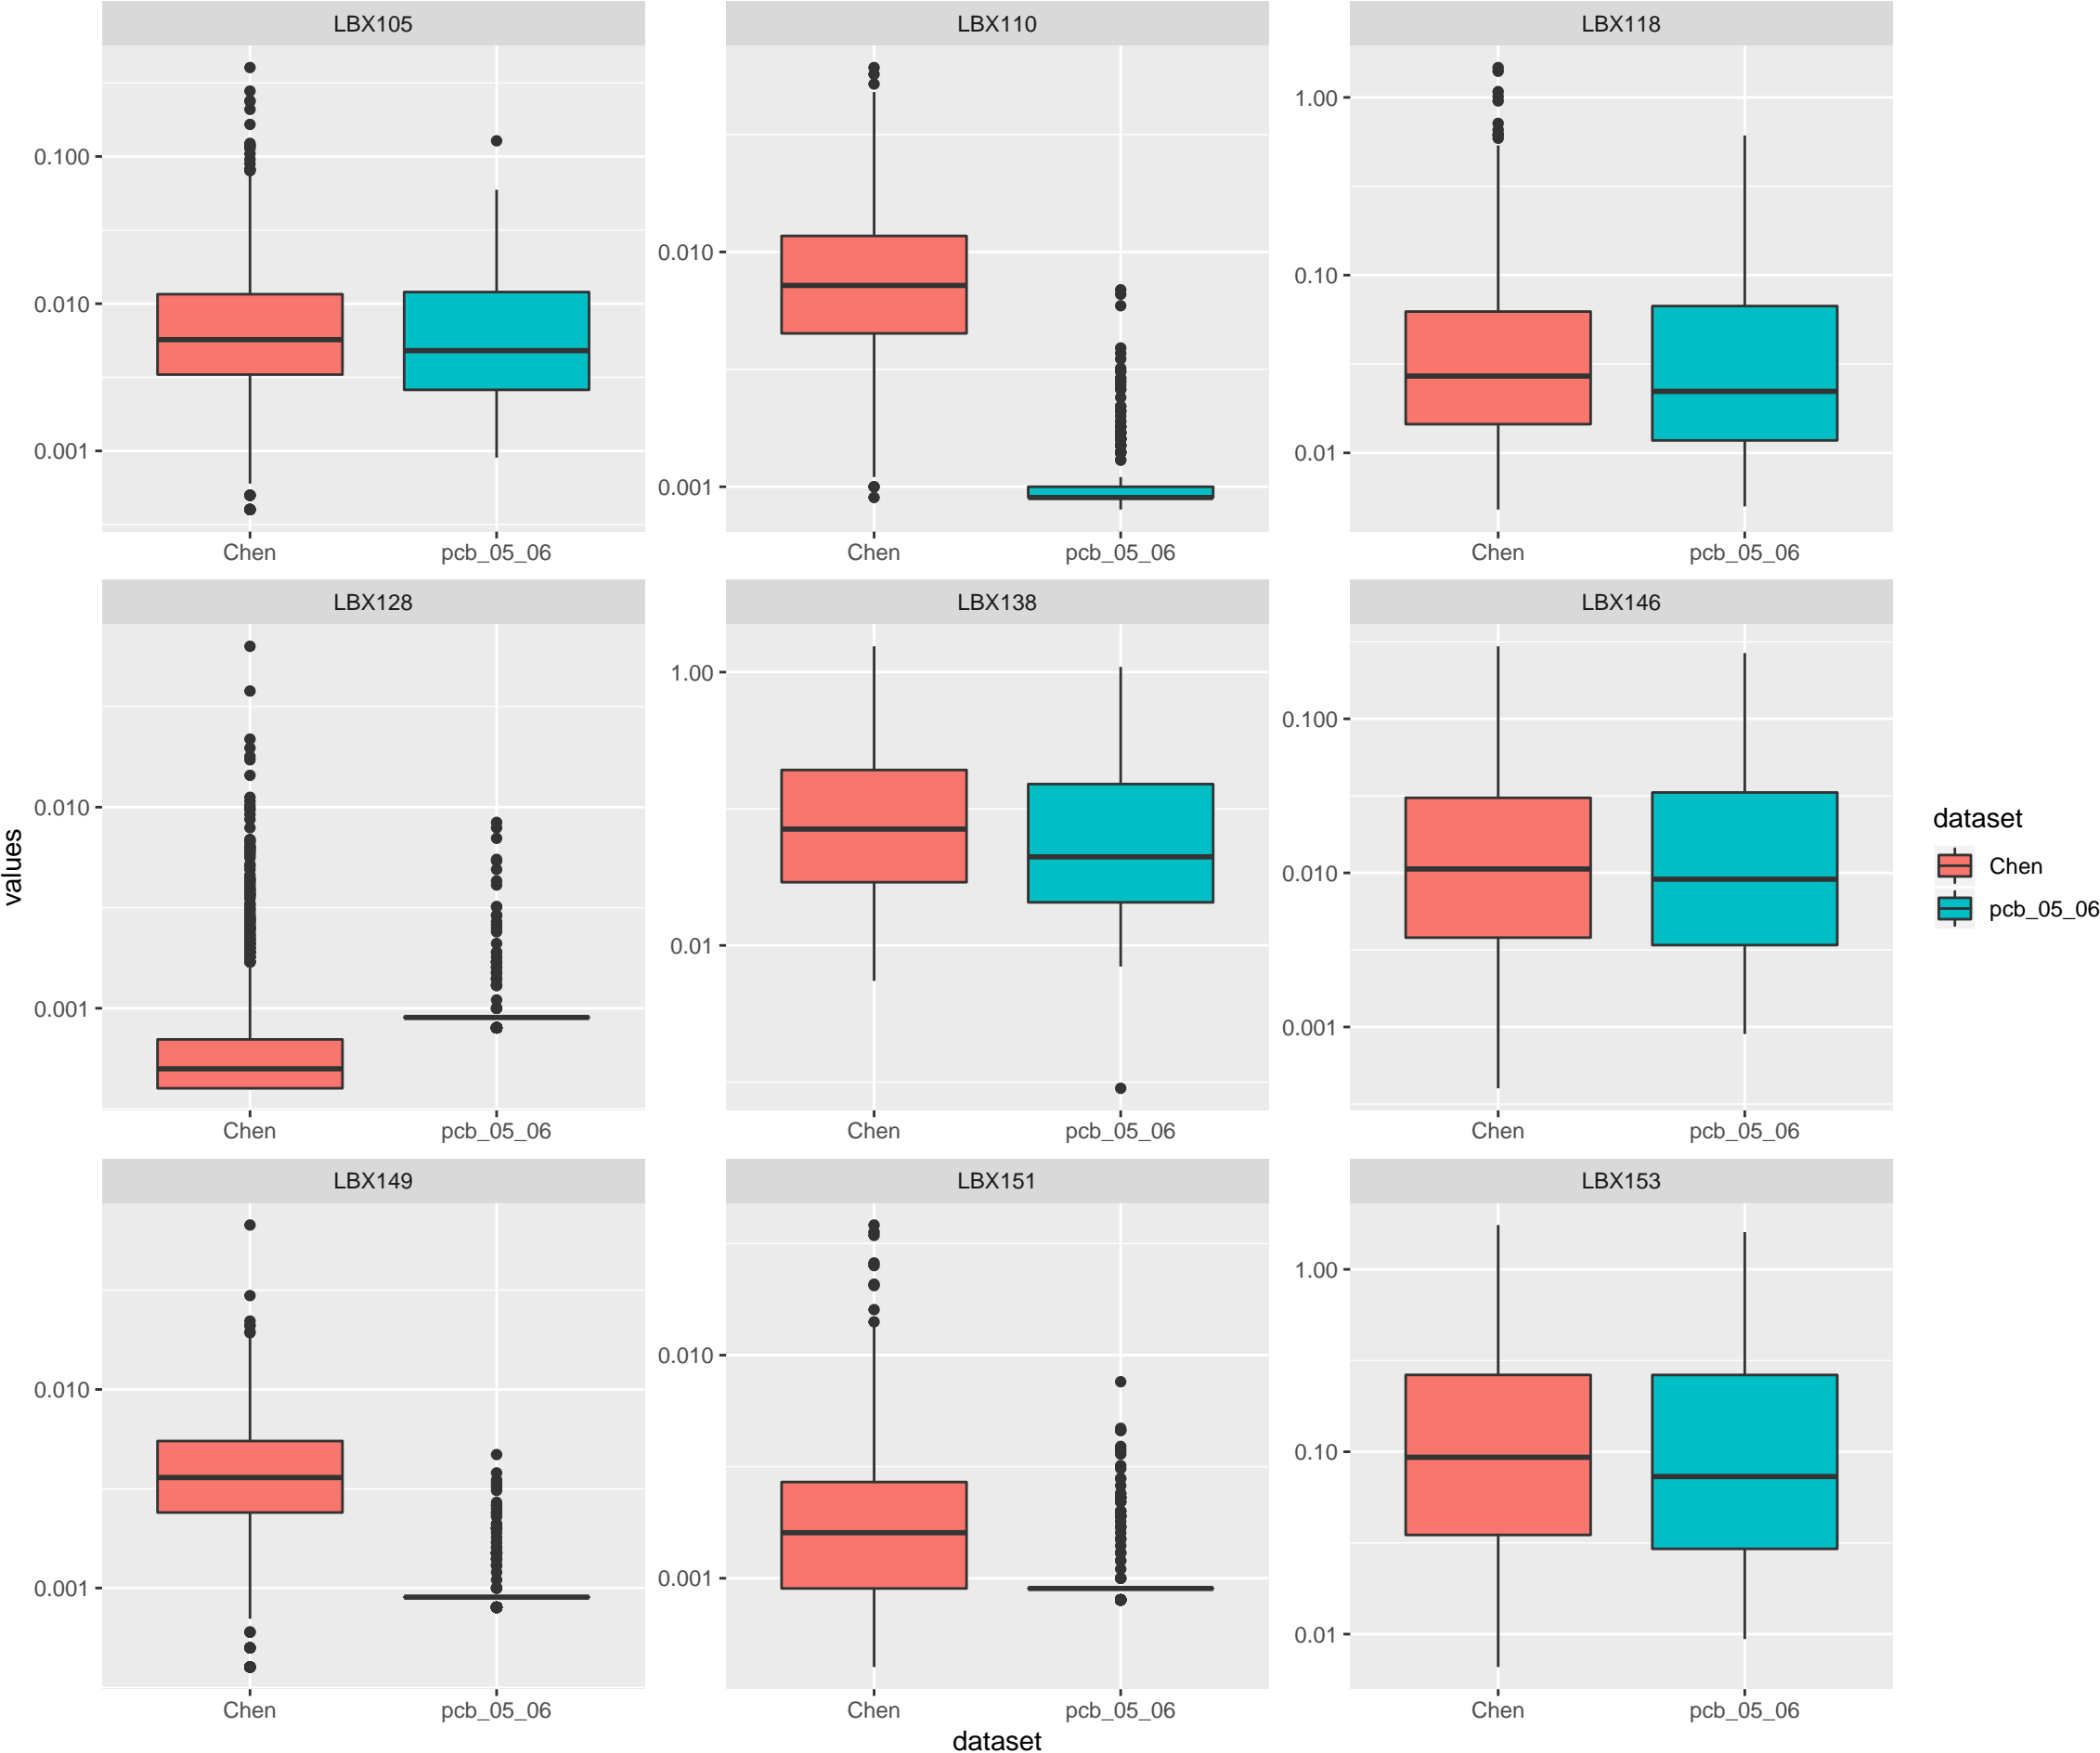 LBX105
LBX110
LBX118
0.100
0.010
0.001
0.010
0.001
1.00
0.10
0.01
Chen
pcb_05_06
Chen
pcb_05_06
Chen
pcb_05_06
LBX128
LBX138
LBX146
0.010
0.001
1.00
0.01
0.100
0.010
0.001
Chen
pcb_05_06
Chen
pcb_05_06
Chen
pcb_05_06
LBX149
LBX151
LBX153
0.010
0.001
0.010
0.001
1.00
0.10
0.01
Chen
pcb_05_06
Chen
pcb_05_06
Chen
pcb_05_06
values
dataset
dataset
Chen
pcb_05_06